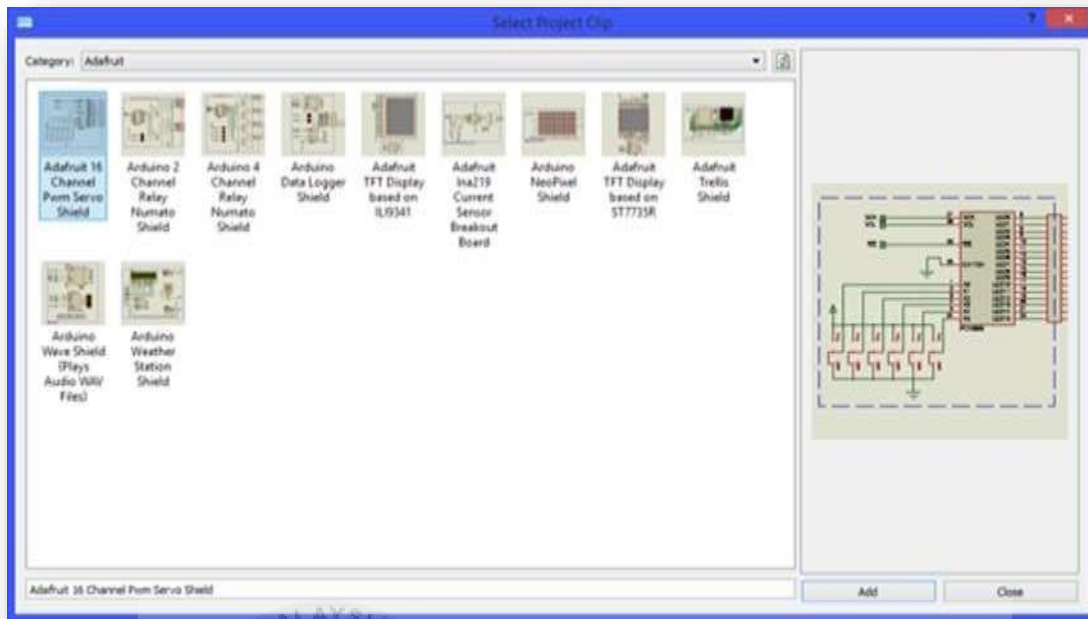 Select Project Clip
?
Category: Adafruit
Adafruit 16
Channel
Pwm Servo
Shield
Arduino 2
Channel
Relay
Numato
Shield
Arduino 4
Channel
Relay
Numato
Shield
Arduino
Data Logger
Shield
Adafruit
TFT Display
based on
ILI9341
Adafruit
Ina219
Current
Sensor
Breakout
Board
Arduino
NeoPixel
Shield
Adafruit
TFT Display
based on
ST7735R
Adafruit
Trellis
Shield
Arduino
Wave Shield
(Plays
Audio WAV
Files)
Arduino
Weather
Station
Shield
Adafruit 16 Channel Pwm Servo Shield
Add
Close